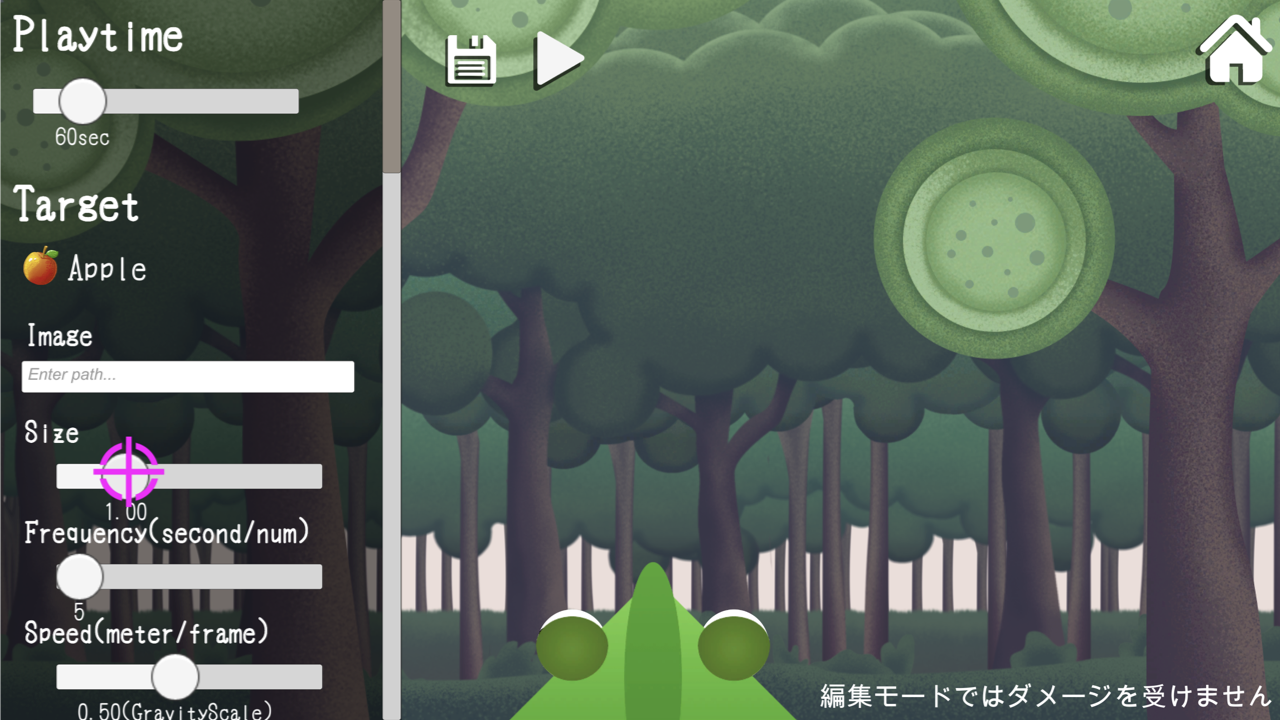 Playtime
60sec
Target
Apple
Image
Enter path...
Size
1.00
Frequency(second/num)
5
Speed(meter/frame)
0.50(GravityScale)
編集モードではダメージを受けません